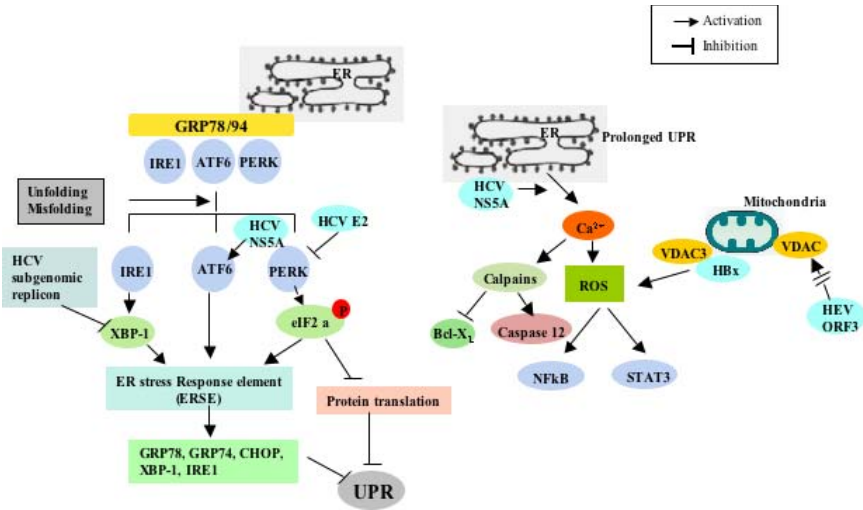 Activation
Inhibition
ER
GRP78/94
IRE1
ATF6
PERK
Unfolding
Misfolding
HCV
NS5A
HCV E2
HCV
subgenomic
replicon
IRE1
ATF6
PERK
XBP-1
eIF2 a
P
ER stress Response element
(ERSE)
Protein translation
GRP78, GRP74, CHOP,
XBP-1, IRE1
UPR
ER
Prolonged UPR
HCV
NS5A
Ca2+
Mitochondria
VDAC3
VDAC
HBx
Calpains
ROS
HEV
ORF3
Bcl-XL
Caspase 12
NFkB
STAT3